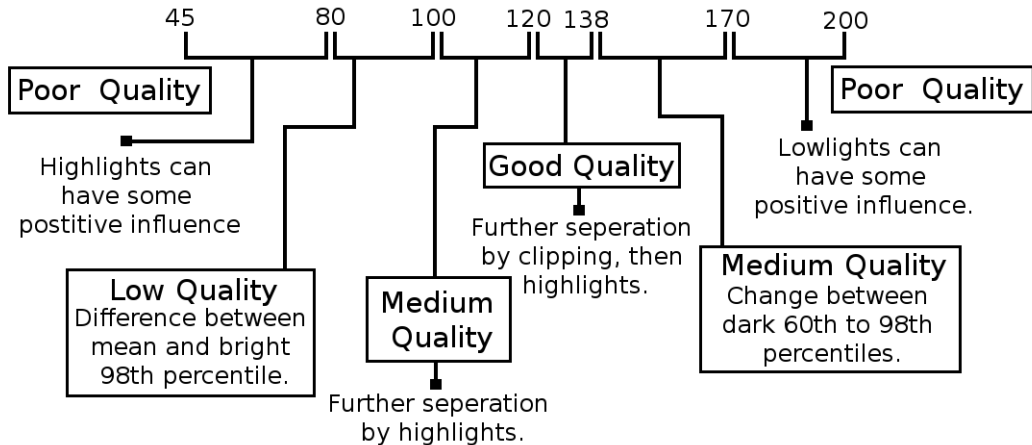 45 80 100 120 138 170 200
Poor Quality
Highlights can
have some
postitive influence
Low Quality
Difference between
mean and bright
98th percentile.
Medium
Quality
Further seperation
by highlights.
Good Quality
Further seperation
by clipping, then
highlights.
Medium Quality
Change between
dark 60th to 98th
percentiles.
Poor Quality
Lowlights can
have some
positive influence.